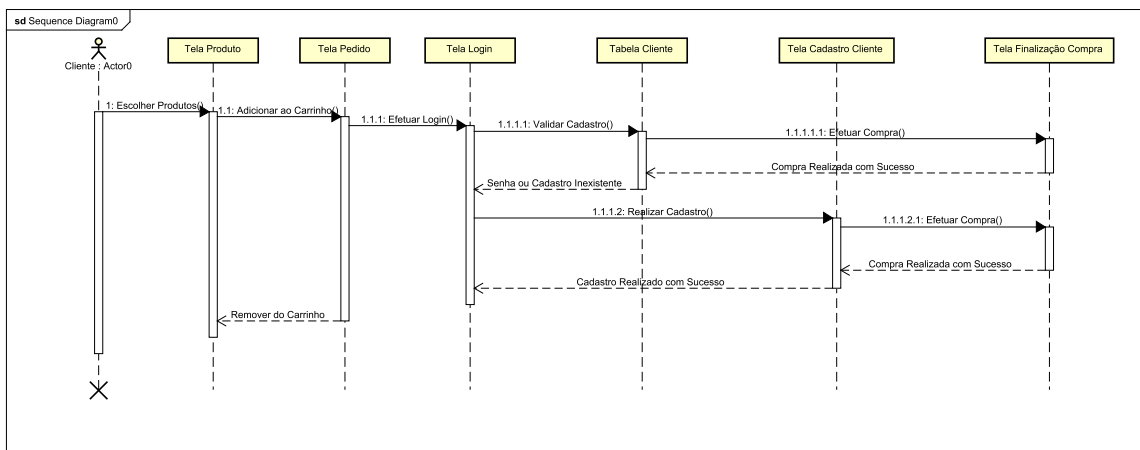 sd Sequence Diagram0
Cliente : Actor0
Tela Produto
Tela Pedido
Tela Login
Tabela Cliente
Tela Cadastro Cliente
Tela Finalização Compra
1: Escolher Produtos()
1.1: Adicionar ao Carrinho()
1.1.1: Efetuar Login()
1.1.1.1: Validar Cadastro()
1.1.1.1.1: Efetuar Compra()
Compra Realizada com Sucesso
Senha ou Cadastro Inexistente
1.1.1.2: Realizar Cadastro()
1.1.1.2.1: Efetuar Compra()
Compra Realizada com Sucesso
Cadastro Realizado com Sucesso
Remover do Carrinho